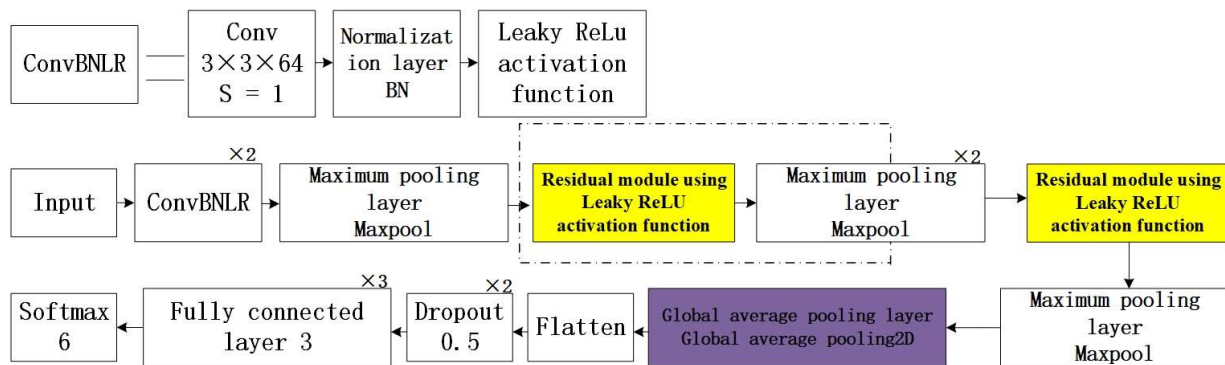 ConvBNLR
Conv
3×3×64
S = 1
Normalizat
ion layer
BN
Leaky ReLu
activation
function
Input
×2
ConvBNLR
Maximum pooling
layer
Maxpool
Residual module using
Leaky ReLU
activation function
×2
Maximum pooling
layer
Maxpool
Residual module using
Leaky ReLU
activation function
Softmax
6
×3
Fully connected
layer 3
×2
Dropout
0.5
Flatten
Global average pooling layer
Global average pooling2D
Maximum pooling
layer
Maxpool